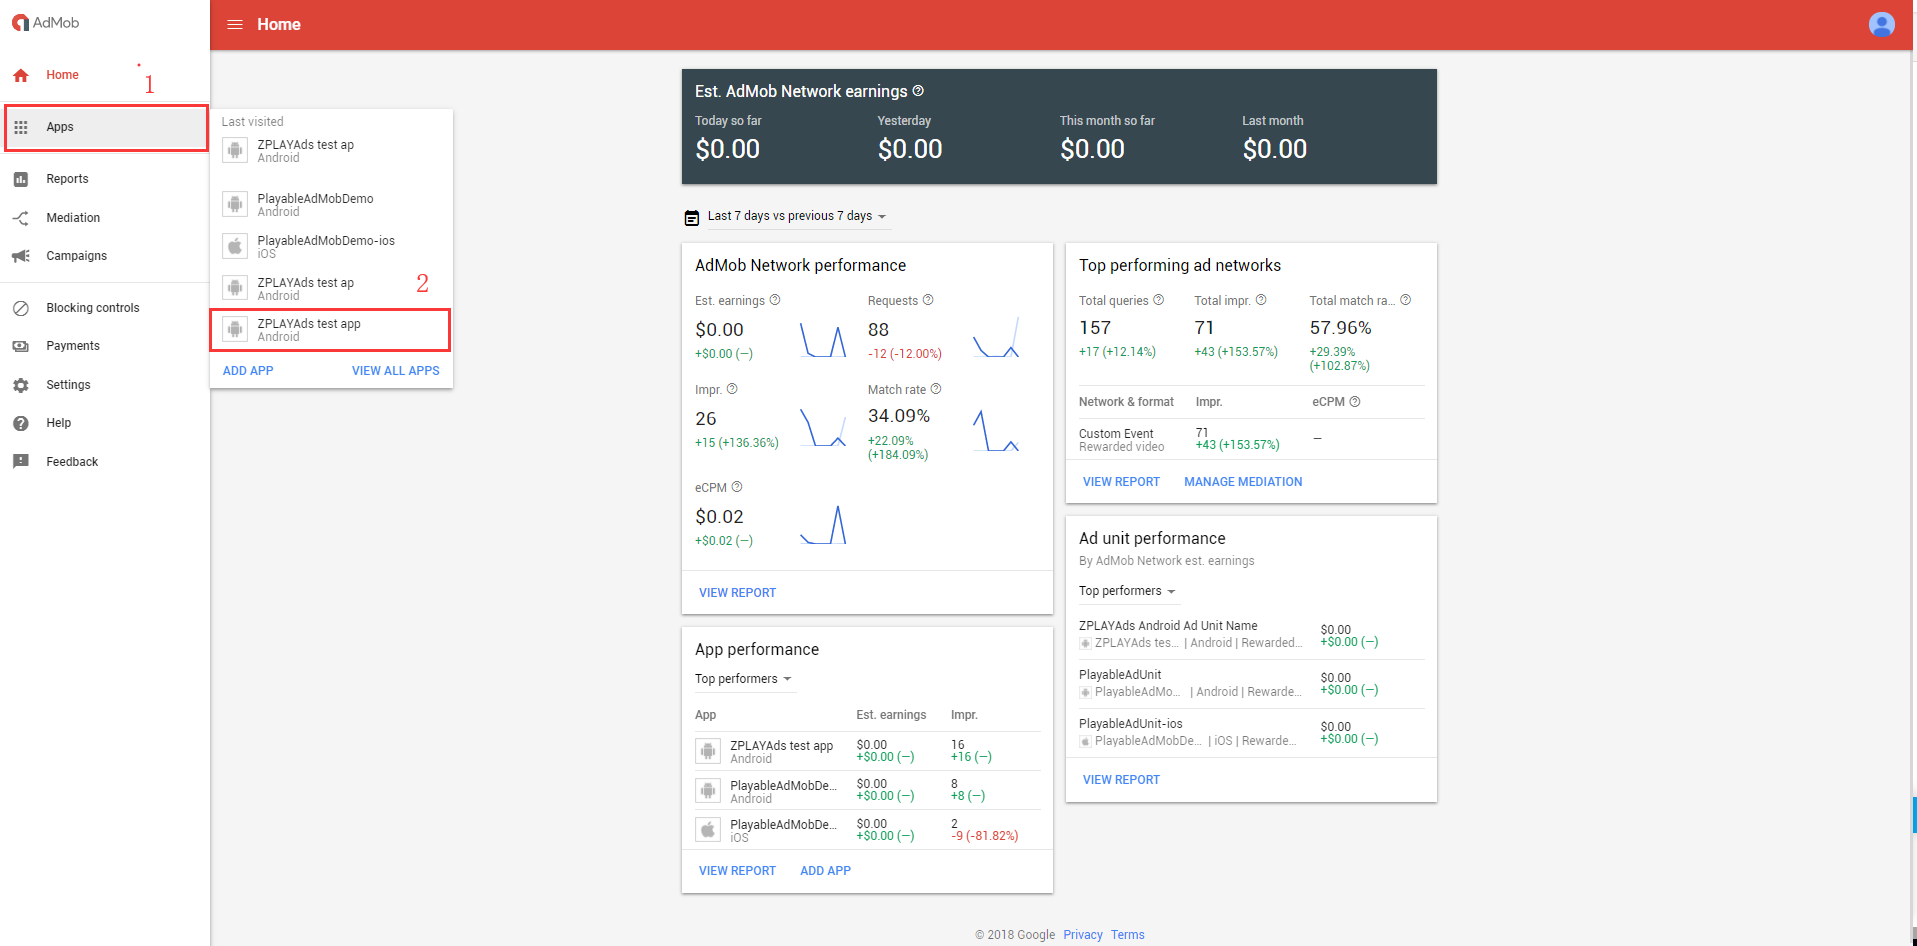 AdMob
Home
Home
1
Apps
Reports
Mediation
Campaigns
Blocking controls
Payments
Settings
Help
Feedback
Last visited
ZPLAYAds test ap
Android
PlayableAdMobDemo
Android
PlayableAdMobDemo-ios
iOS
ZPLAYAds test ap
Android
2
ZPLAYAds test app
Android
ADD APP VIEW ALL APPS
Est. AdMob Network earnings
Today so far Yesterday This month so far Last month
$0.00 $0.00 $0.00 $0.00
Last 7 days vs previous 7 days
AdMob Network performance
Est. earnings Requests
$0.00 88
+$0.00 (—) -12 (-12.00%)
Impr. Match rate
26 34.09%
+15 (+136.36%) +22.09%
(+184.09%)
eCPM
$0.02
+$0.02 (—)
VIEW REPORT
App performance
Top performers
App Est. earnings Impr.
ZPLAYAds test app $0.00 16
Android +$0.00 (—) +16 (—)
PlayableAdMobDe... $0.00 8
Android +$0.00 (—) +8 (—)
PlayableAdMobDe... $0.00 2
iOS +$0.00 (—) -9 (-81.82%)
VIEW REPORT ADD APP
Top performing ad networks
Total queries Total impr. Total match ra...
157 71 57.96%
+17 (+12.14%) +43 (+153.57%) +29.39%
(+102.87%)
Network & format Impr. eCPM
Custom Event 71 —
Rewarded video +43 (+153.57%)
VIEW REPORT MANAGE MEDIATION
Ad unit performance
By AdMob Network est. earnings
Top performers
ZPLAYAds Android Ad Unit Name $0.00
ZPLAYAds tes... | Android | Rewarded... +$0.00 (—)
PlayableAdUnit $0.00
PlayableAdMo... | Android | Rewarde... +$0.00 (—)
PlayableAdUnit-ios $0.00
PlayableAdMobDe... | iOS | Rewarde... +$0.00 (—)
VIEW REPORT
© 2018 Google Privacy Terms